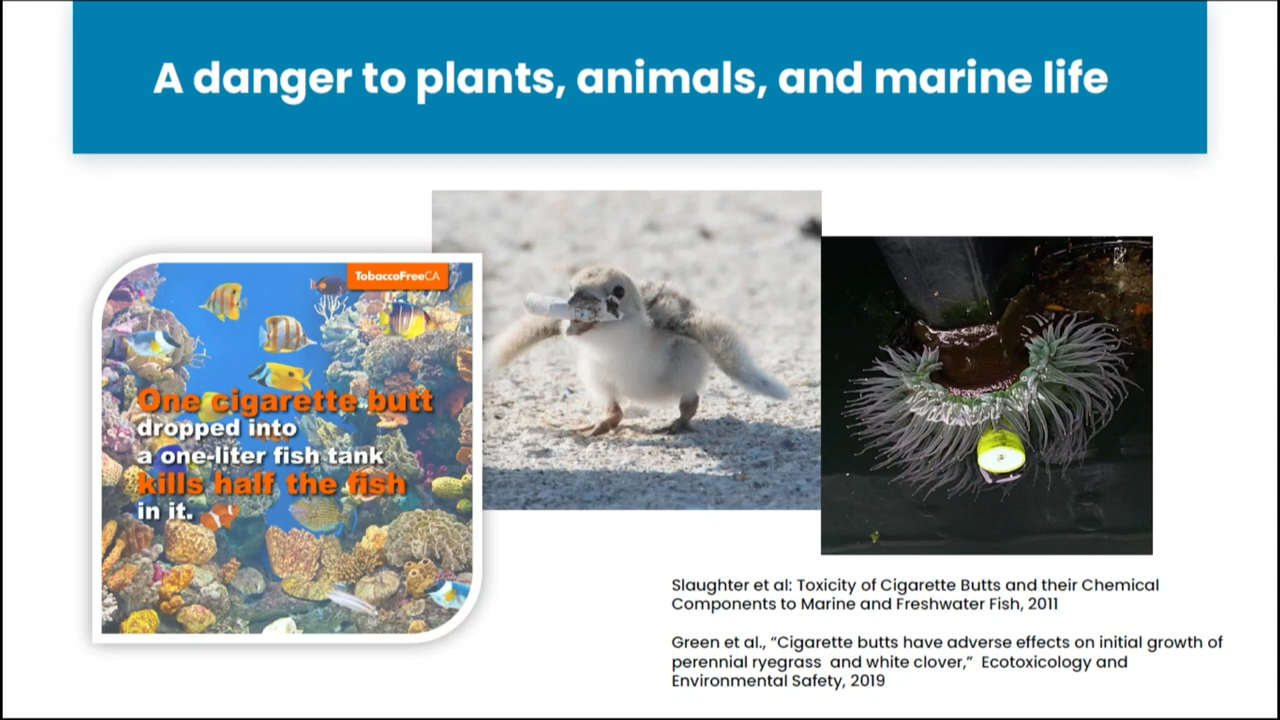 A danger to plants, animals, and marine life
TobaccoFreeCA
One cigarette butt
dropped into
a one-liter fish tank
kills half the fish
in it.
Slaughter et al: Toxicity of Cigarette Butts and their Chemical
Components to Marine and Freshwater Fish, 2011
Green et al., “Cigarette butts have adverse effects on initial growth of
perennial ryegrass  and white clover,”  Ecotoxicology and
Environmental Safety, 2019